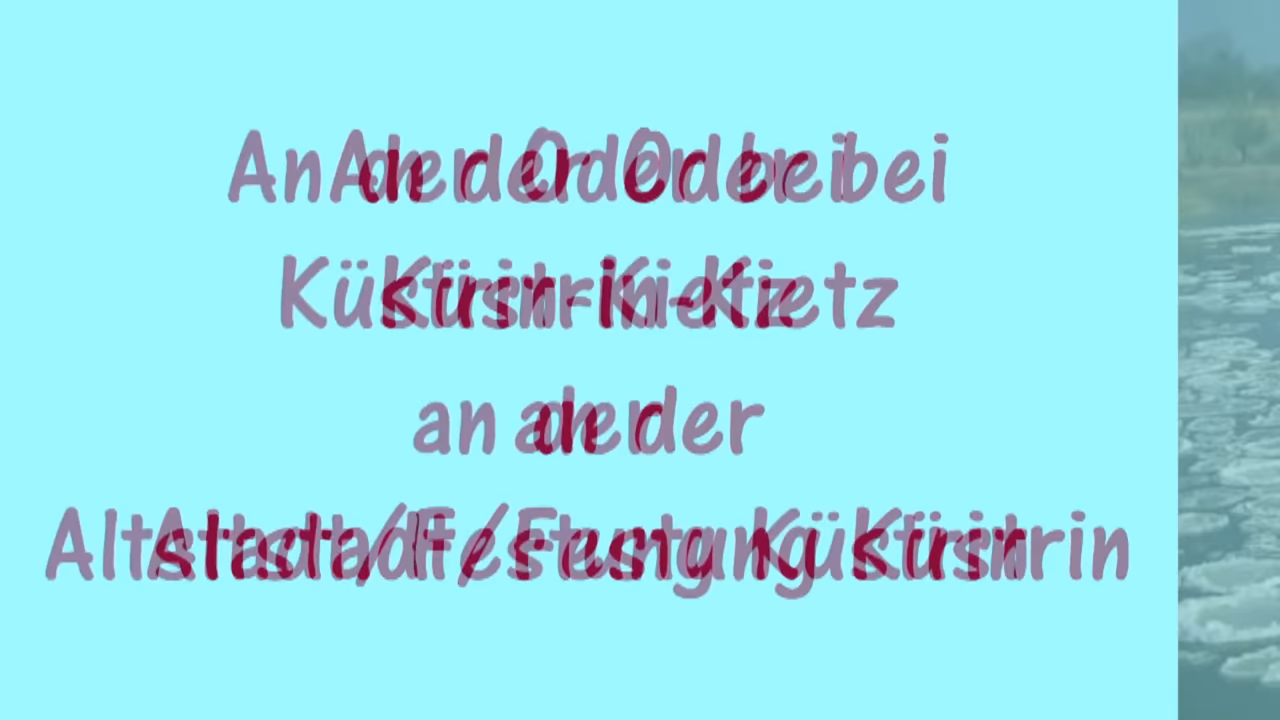 An der Oder bei
Küstrin-Kietz
an der
Altstadt/Festung Küstrin